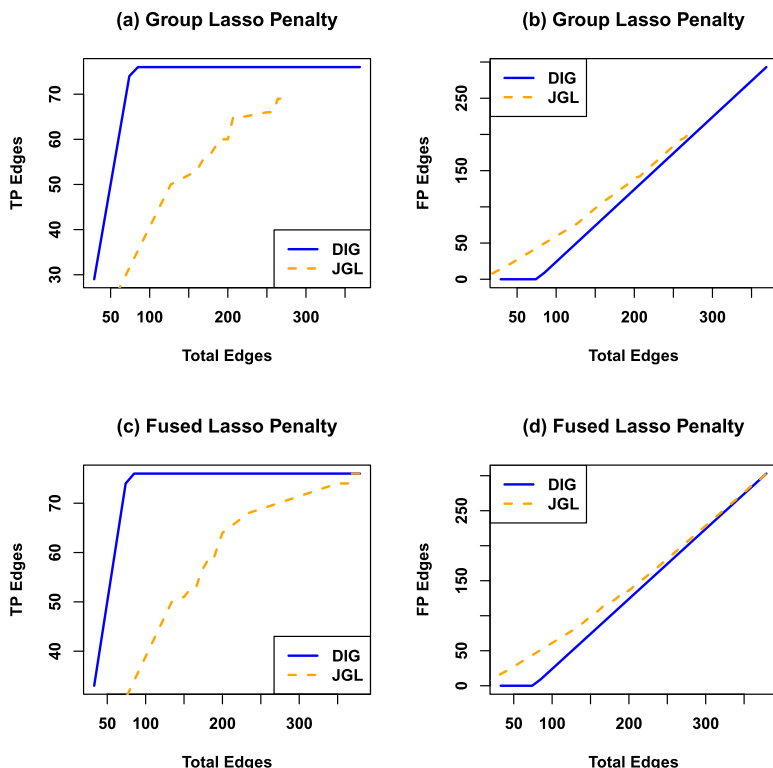 (a) Group Lasso Penalty
TP Edges
70
60
50
40
30
DIG
JGL
50 100 200 300
Total Edges
(b) Group Lasso Penalty
FP Edges
250
150
50
0
DIG
JGL
50 100 200 300
Total Edges
(c) Fused Lasso Penalty
TP Edges
70
60
50
40
DIG
JGL
50 100 200 300
Total Edges
(d) Fused Lasso Penalty
FP Edges
250
150
50
0
DIG
JGL
50 100 200 300
Total Edges